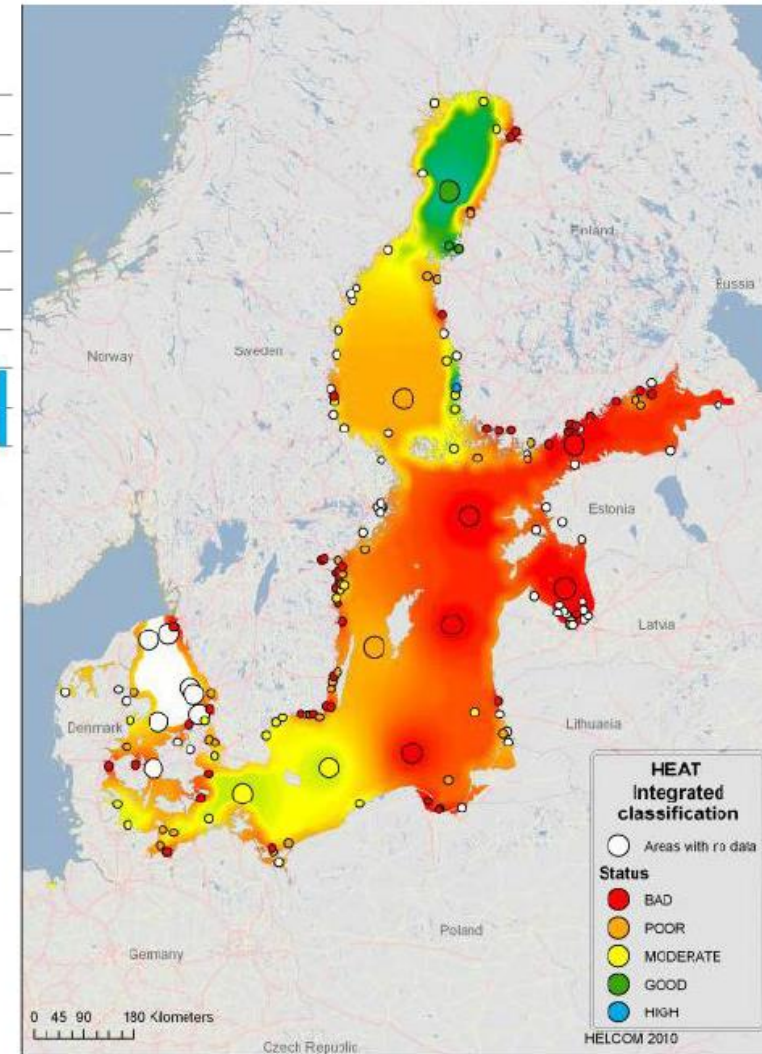 Finland
Russia
Norway
Sweden
Estonia
Latvia
Denmark
Lithuania
HEAT
Integrated
classification
Areas with no data
Status
BAD
POOR
MODERATE
GOOD
HIGH
Poland
Germany
0 45 90 180 Kilometers
HELCOM 2010
Czech Republic